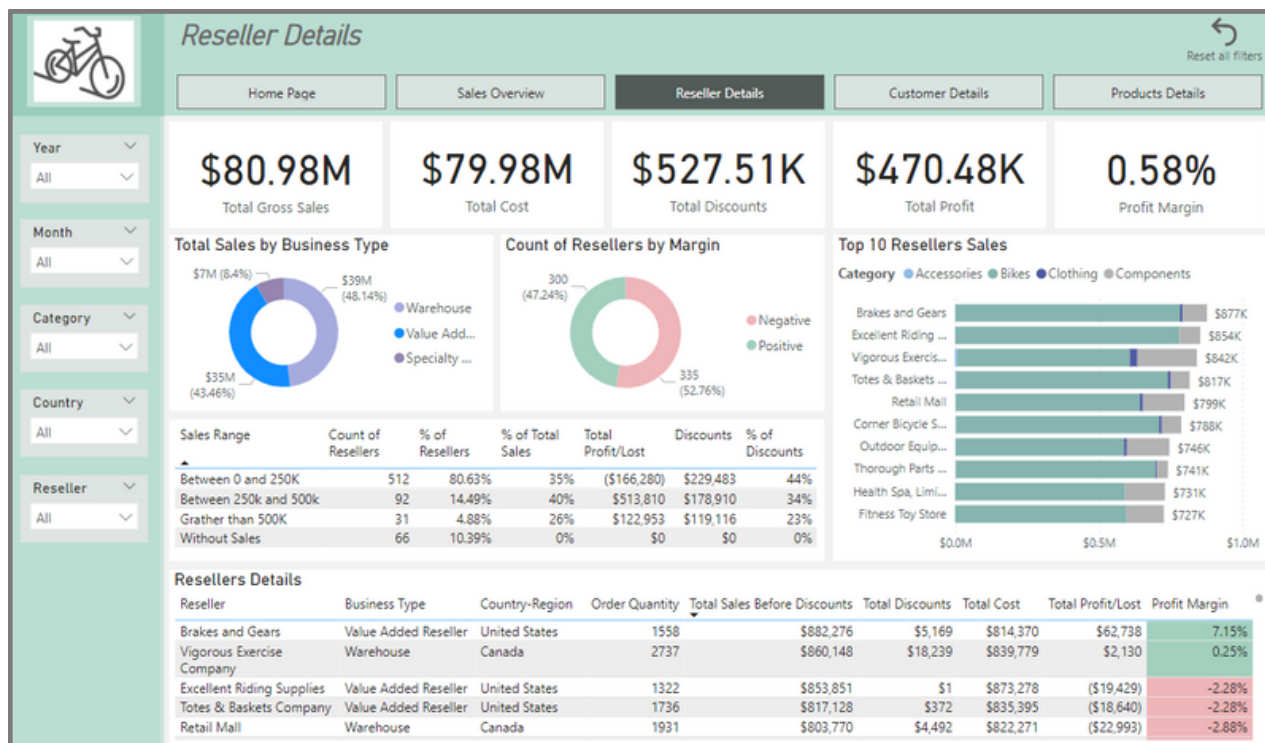 Reseller Details
Reset all filters
Home Page
Sales Overview
Reseller Details
Customer Details
Products Details
Year
All
Month
All
Category
All
Country
All
Reseller
All
$80.98M
Total Gross Sales
$79.98M
Total Cost
$527.51K
Total Discounts
$470.48K
Total Profit
0.58%
Profit Margin
Total Sales by Business Type
$7M (8.4%)
$39M
(48.14%)
$35M
(43.46%)
Warehouse
Value Add...
Specialty ...
Count of Resellers by Margin
300
(47.24%)
335
(52.76%)
Negative
Positive
Top 10 Resellers Sales
Category Accessories Bikes Clothing Components
Brakes and Gears $877K
Excellent Riding ... $854K
Vigorous Exercis... $842K
Totes & Baskets ... $817K
Retail Mall $799K
Corner Bicycle S... $788K
Outdoor Equip... $746K
Thorough Parts ... $741K
Health Spa, Limi... $731K
Fitness Toy Store $727K
$0.0M $0.5M $1.0M
Sales Range Count of Resellers % of Resellers % of Total Sales Total Profit/Lost Discounts % of Discounts
Between 0 and 250K 512 80.63% 35% ($166,280) $229,483 44%
Between 250k and 500k 92 14.49% 40% $513,810 $178,910 34%
Grather than 500K 31 4.88% 26% $122,953 $119,116 23%
Without Sales 66 10.39% 0% $0 $0 0%
Resellers Details
Reseller Business Type Country-Region Order Quantity Total Sales Before Discounts Total Discounts Total Cost Total Profit/Lost Profit Margin
Brakes and Gears Value Added Reseller United States 1558 $882,276 $5,169 $814,370 $62,738 7.15%
Vigorous Exercise Company Warehouse Canada 2737 $860,148 $18,239 $839,779 $2,130 0.25%
Excellent Riding Supplies Value Added Reseller United States 1322 $853,851 $1 $873,278 ($19,429) -2.28%
Totes & Baskets Company Value Added Reseller United States 1736 $817,128 $372 $835,395 ($18,640) -2.28%
Retail Mall Warehouse Canada 1931 $803,770 $4,492 $822,271 ($22,993) -2.88%